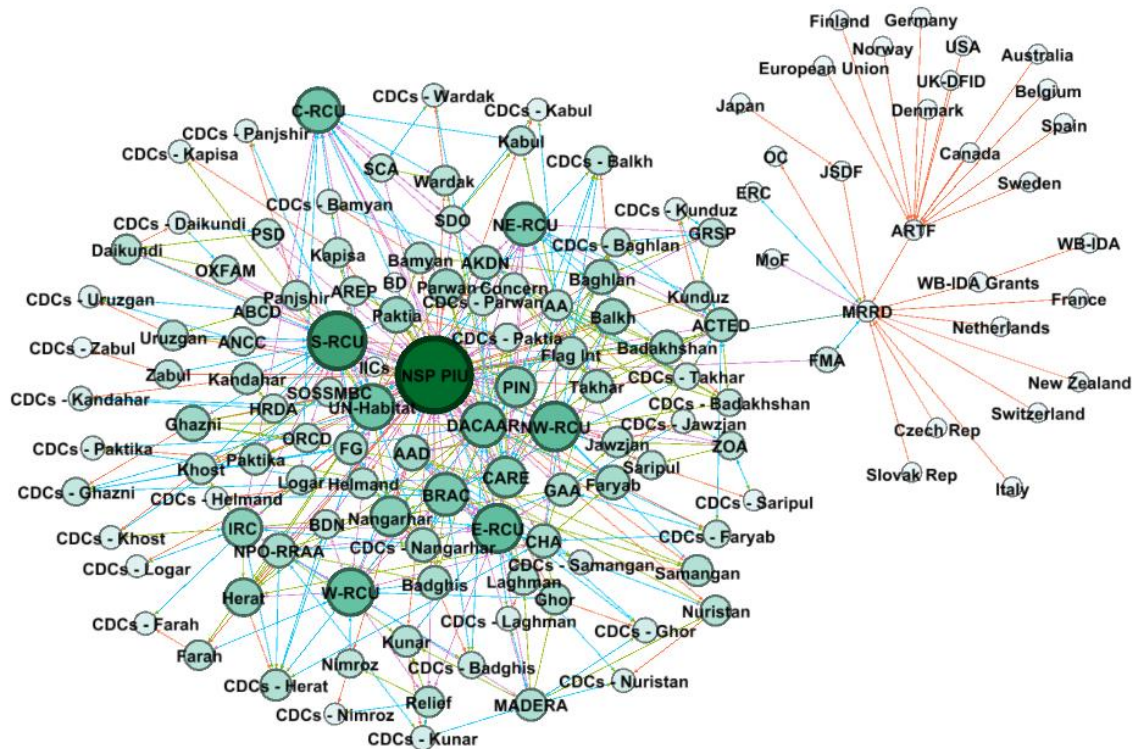 Finland
Germany
Norway
USA
Australia
European Union
UK-DFID
Belgium
Japan
Denmark
Spain
OC
JSDF
Canada
ERC
Sweden
ARTF
MoF
WB-IDA
WB-IDA Grants
MRRD
France
Netherlands
FMA
New Zealand
Switzerland
Czech Rep
Slovak Rep
Italy
CDCs - Wardak
C-RCU
CDCs - Kabul
CDCs - Panjshir
Kabul
CDCs - Kapisa
SCA
Wardak
CDCs - Balkh
CDCs - Bamyan
SDO
CDCs - Kunduz
CDCs - Daikundi
PSD
NE-RCU
GRSP
Daikundi
Kapisa
Bamyan
AKDN
CDCs - Baghlan
OXFAM
AREP
BD
Parwan
Concern
Baghlan
CDCs - Uruzgan
Panjshir
CDCs - Parwan
AA
Kunduz
ABCD
Paktia
Balkh
ACTED
Uruzgan
ANCC
S-RCU
CDCs - Paktia
Badakhshan
CDCs - Zabul
IICs
NSP PIU
Flag Int
Zabul
Kandahar
PIN
Takhar
CDCs - Takhar
CDCs - Kandahar
SOSSMBC
HRDA
UN-Habitat
CDCs - Badakhshan
Ghazni
DACAAR
NW-RCU
CDCs - Jawzjan
ORCD
FG
Jawzjan
ZOA
CDCs - Paktika
Paktika
AAD
Saripul
Khost
Logar
Helmand
CARE
GAA
Faryab
CDCs - Ghazni
CDCs - Helmand
BRAC
CDCs - Saripul
Nangarhar
IRC
BDN
E-RCU
CDCs - Khost
NPO-RRAA
CDCs - Nangarhar
CHA
CDCs - Faryab
CDCs - Logar
CDCs - Samangan
Samangan
Herat
W-RCU
Badghis
Laghman
Ghor
Nuristan
CDCs - Farah
CDCs - Laghman
CDCs - Ghor
Farah
Kunar
Nimroz
CDCs - Badghis
CDCs - Herat
CDCs - Nuristan
Relief
MADERA
CDCs - Nimroz
CDCs - Kunar